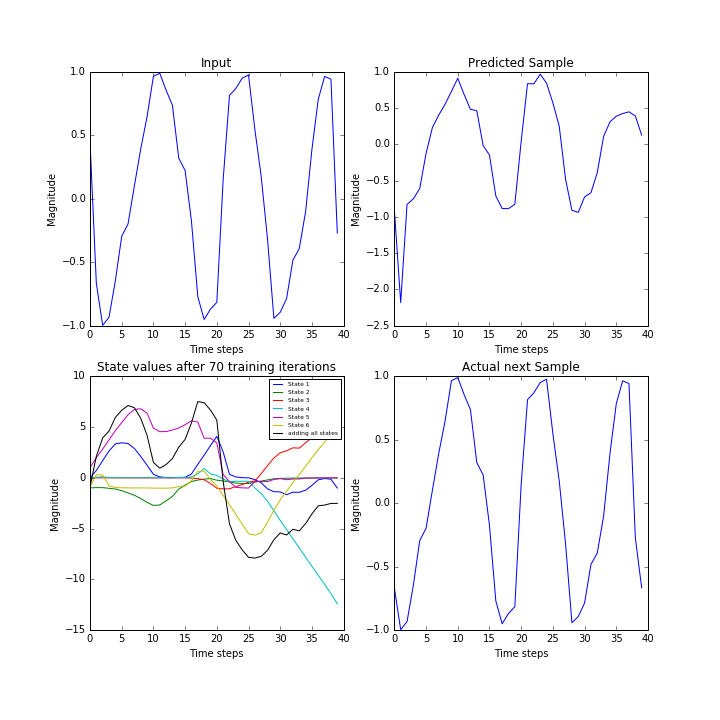 Input
Magnitude
1.0
0.5
0.0
−0.5
−1.0
0 5 10 15 20 25 30 35 40
Time steps
Predicted Sample
Magnitude
1.0
0.5
0.0
−0.5
−1.0
−1.5
−2.0
−2.5
0 5 10 15 20 25 30 35 40
Time steps
State values after 70 training iterations
Magnitude
10
5
0
−5
−10
−15
0 5 10 15 20 25 30 35 40
Time steps
State 1
State 2
State 3
State 4
State 5
State 6
adding all states
Actual next Sample
Magnitude
1.0
0.5
0.0
−0.5
−1.0
0 5 10 15 20 25 30 35 40
Time steps